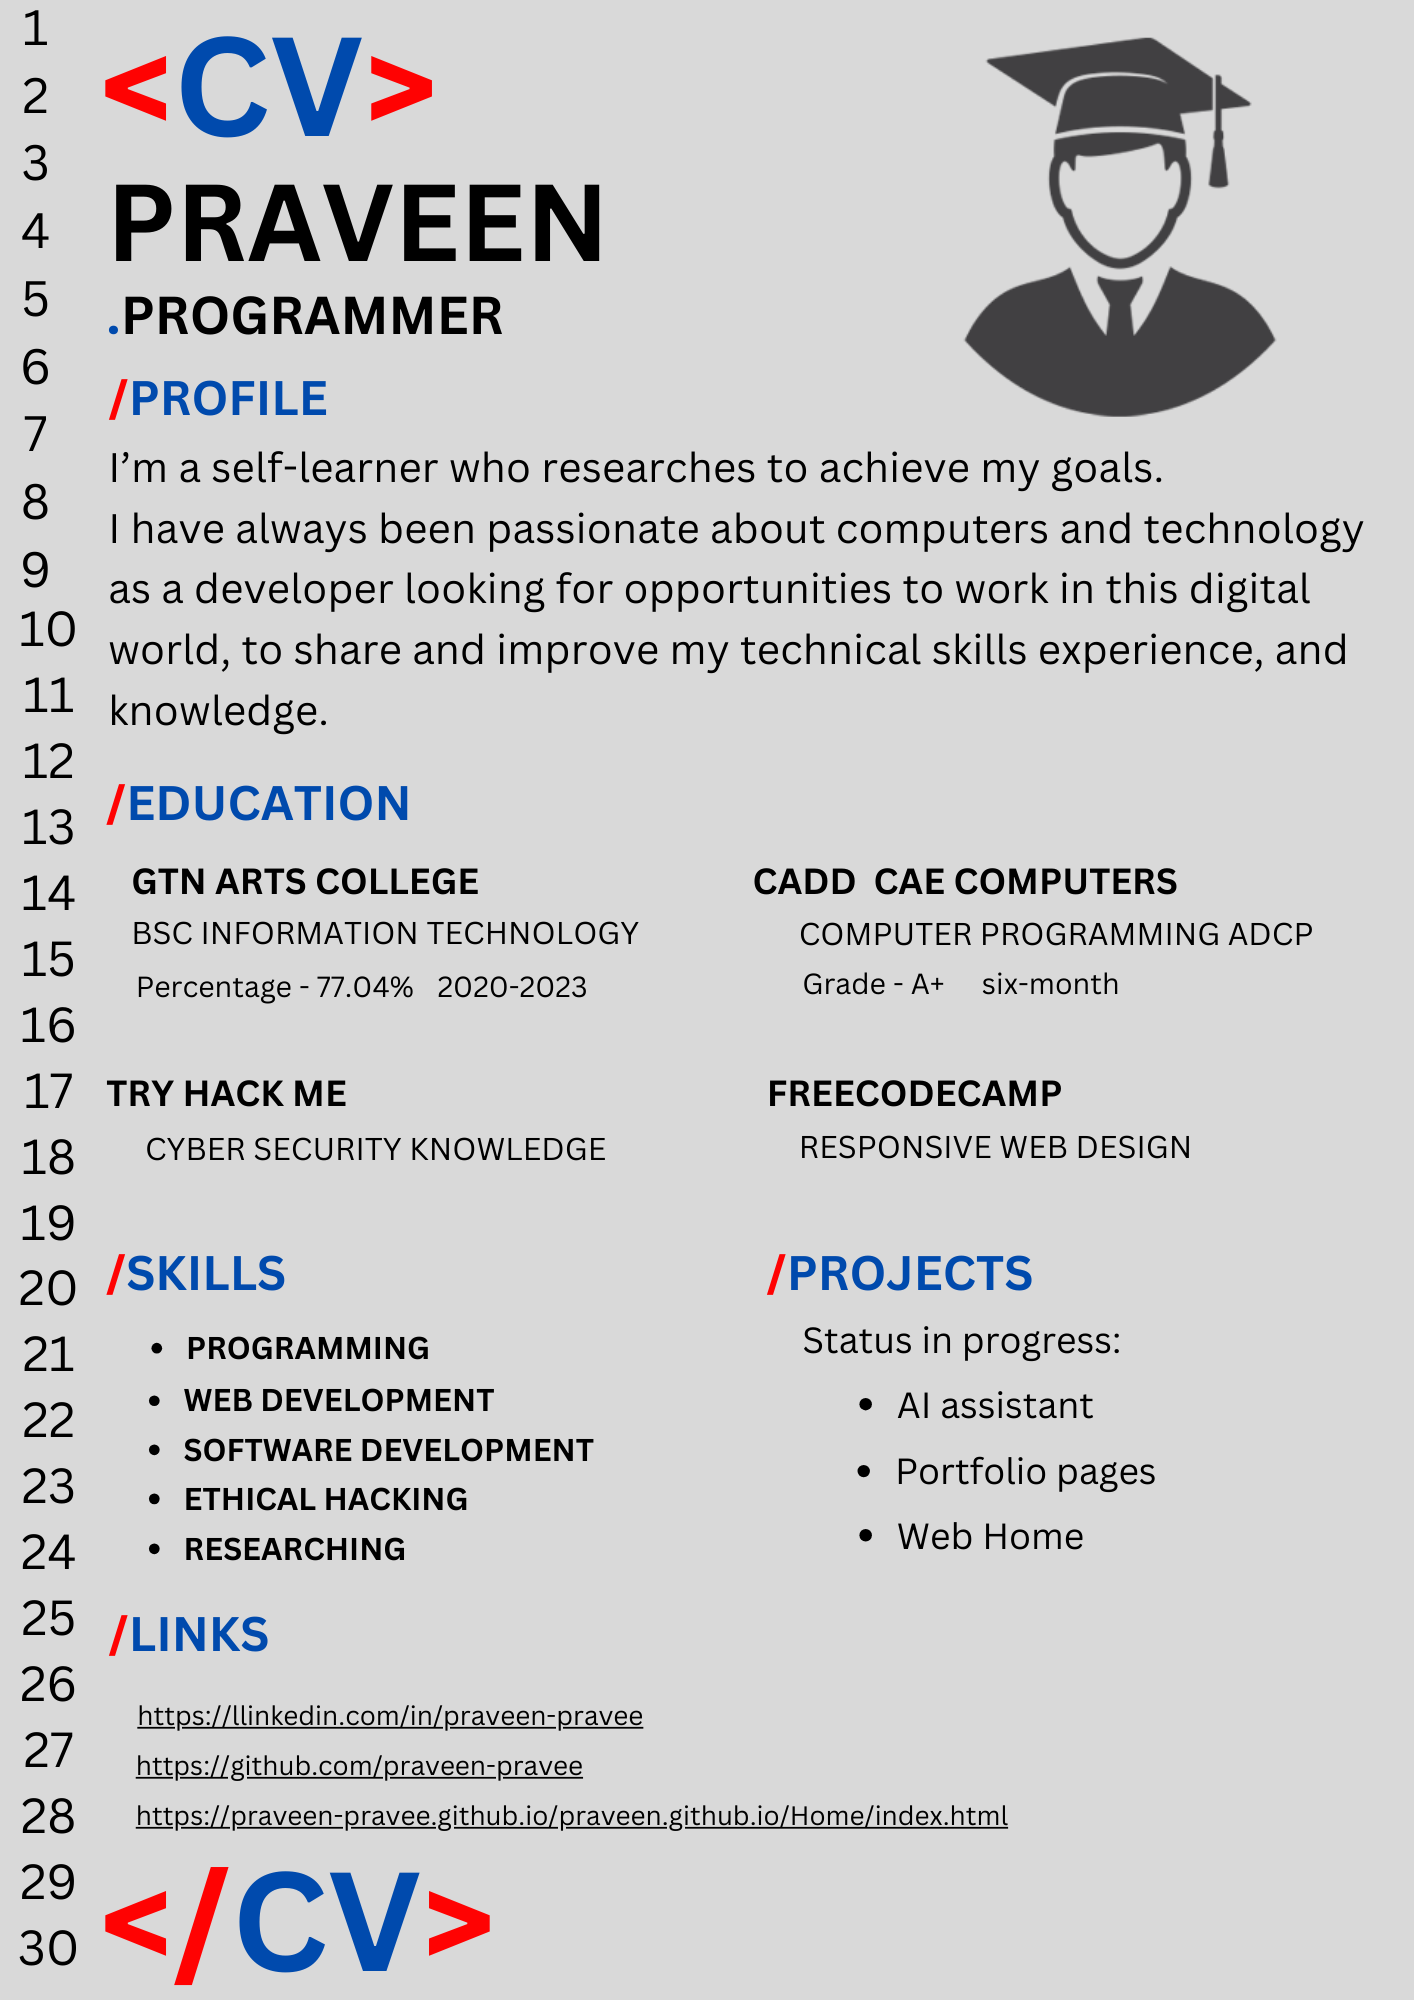 1
2
3
4
5
6
7
8
9
10
11
12
13
14
15
16
17
18
19
20
21
22
23
24
25
26
27
28
29
30
<CV>
PRAVEEN
.PROGRAMMER
/PROFILE
I’m a self-learner who researches to achieve my goals.
I have always been passionate about computers and technology
as a developer looking for opportunities to work in this digital
world, to share and improve my technical skills experience, and
knowledge.
/EDUCATION
GTN ARTS COLLEGE
BSC INFORMATION TECHNOLOGY
Percentage - 77.04% 2020-2023
CADD CAE COMPUTERS
COMPUTER PROGRAMMING ADCP
Grade - A+ six-month
TRY HACK ME
CYBER SECURITY KNOWLEDGE
FREECODECAMP
RESPONSIVE WEB DESIGN
/SKILLS
• PROGRAMMING
• WEB DEVELOPMENT
• SOFTWARE DEVELOPMENT
• ETHICAL HACKING
• RESEARCHING
/PROJECTS
Status in progress:
• AI assistant
• Portfolio pages
• Web Home
/LINKS
https://llinkedin.com/in/praveen-pravee
https://github.com/praveen-pravee
https://praveen-pravee.github.io/praveen.github.io/Home/index.html
</CV>